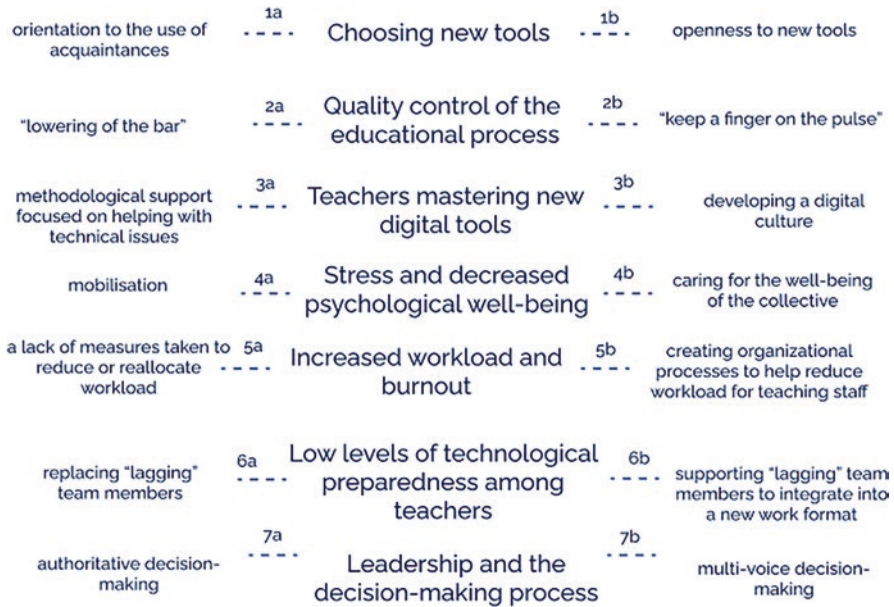 orientation to the use of
acquaintances
1a
Choosing new tools
1b
openness to new tools
“lowering of the bar”
2a
Quality control of the
educational process
2b
“keep a finger on the pulse”
methodological support
focused on helping with
technical issues
3a
Teachers mastering new
digital tools
3b
developing a digital
culture
mobilisation
4a
Stress and decreased
psychological well-being
4b
caring for the well-being
of the collective
a lack of measures taken to
reduce or reallocate
workload
5a
Increased workload and
burnout
5b
creating organizational
processes to help reduce
workload for teaching staff
replacing “lagging”
team members
6a
Low levels of technological
preparedness among
teachers
6b
supporting “lagging” team
members to integrate into
a new work format
authoritative decision-
making
7a
Leadership and the
decision-making process
7b
multi-voice decision-
making